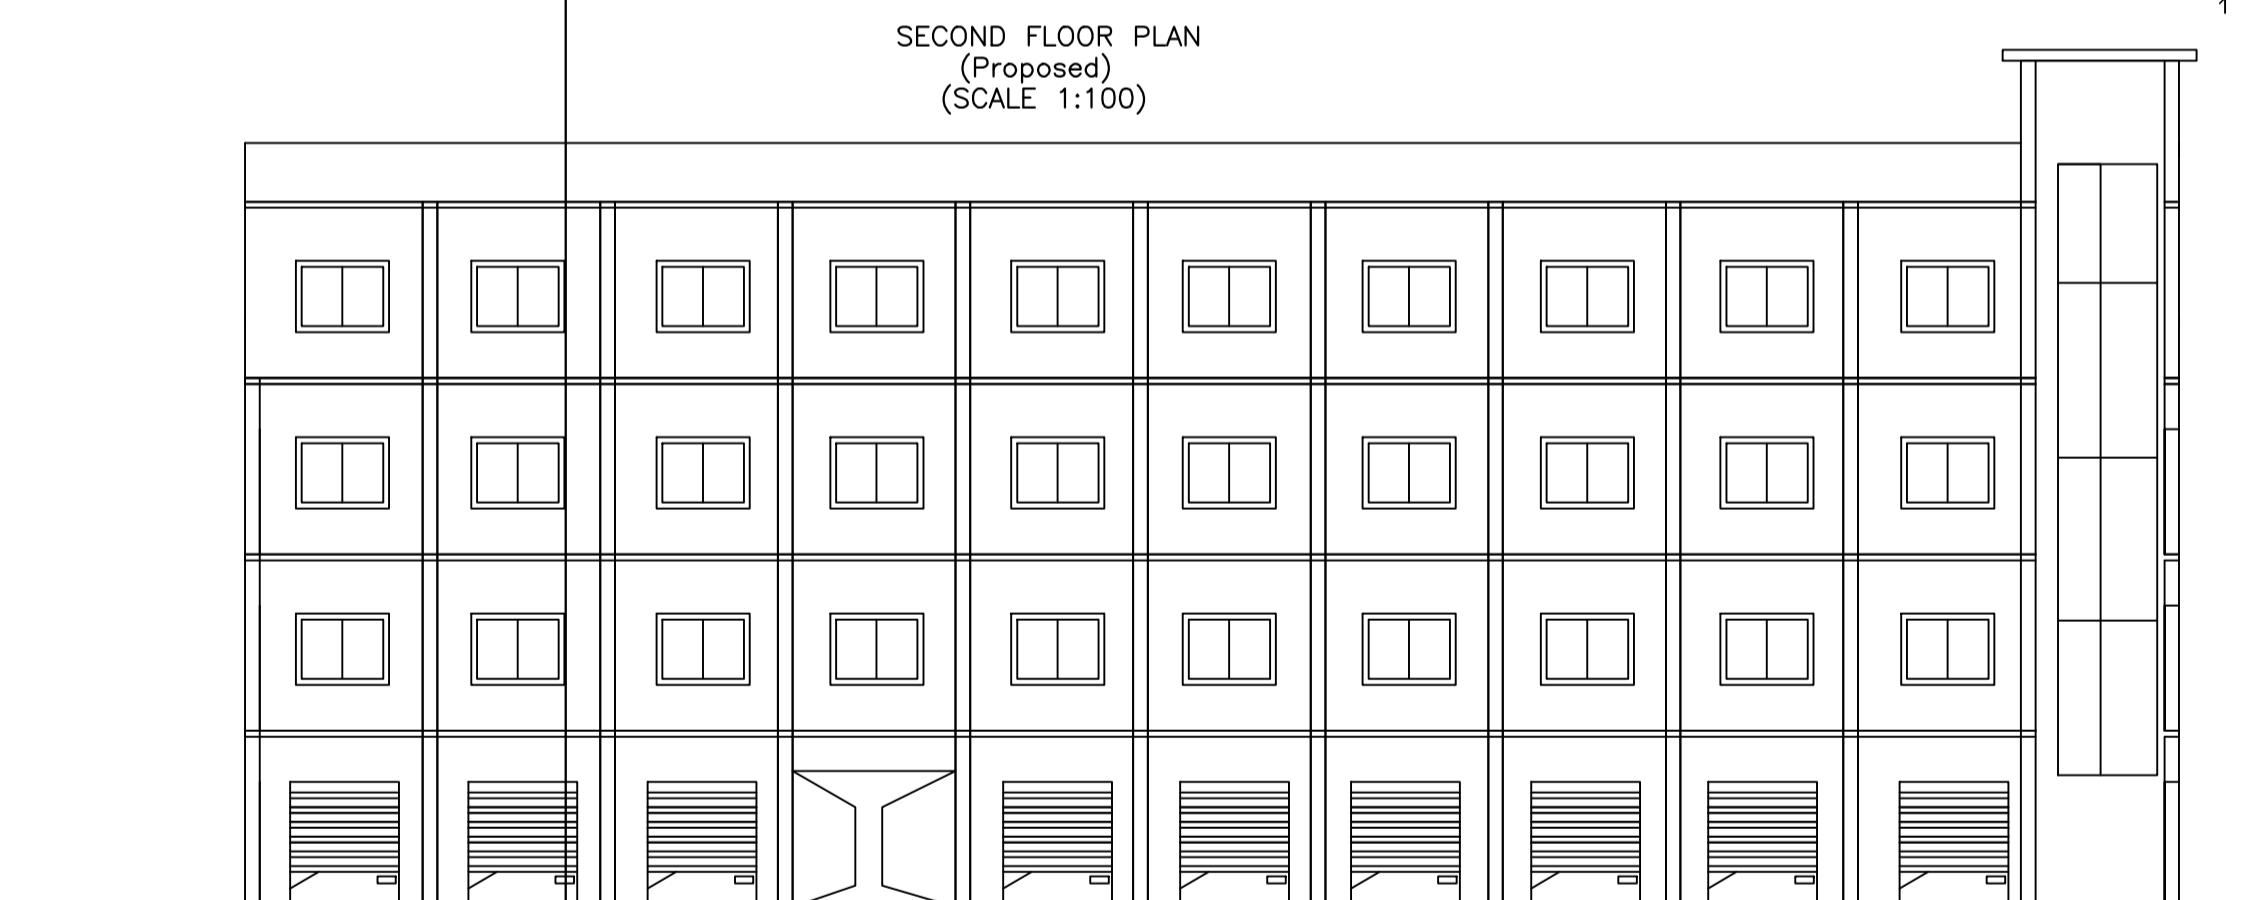 1
SECOND FLOOR PLAN
(Proposed)
(SCALE 1:100)